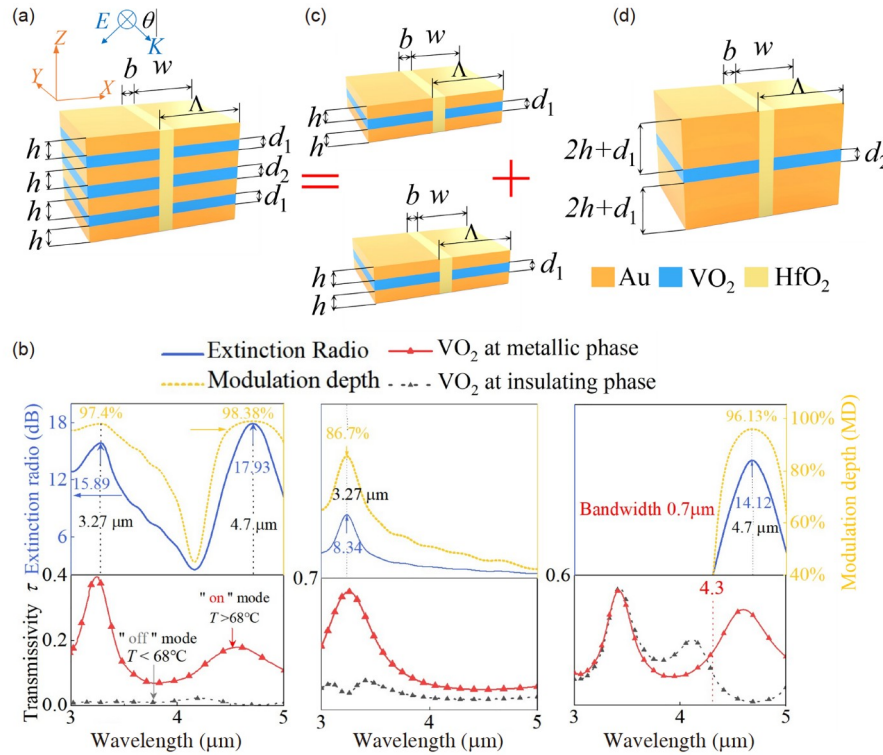 (a)
E
θ
K
Z
Y
X
b
w
Λ
h
h
h
h
d1
d2
d1
=
(c)
b
w
Λ
h
h
d1
b
w
Λ
h
h
d1
+
(d)
b
w
Λ
2h+d1
2h+d1
d2
Au
VO2
HfO2
(b)
Extinction Radio
VO2 at metallic phase
Modulation depth
VO2 at insulating phase
Extinction radio (dB)
18
12
6
97.4%
98.38%
15.89
17.93
3.27 μm
4.7 μm
86.7%
3.27 μm
8.34
96.13%
Bandwidth 0.7μm
14.12
4.7 μm
100%
80%
60%
40%
Modulation depth (MD)
Transmissivity τ
0.4
0.2
0.0
" on " mode
T>68℃
" off " mode
T<68℃
0.7
0.6
4.3
3
4
5
3
4
5
3
4
5
Wavelength (μm)
Wavelength (μm)
Wavelength (μm)